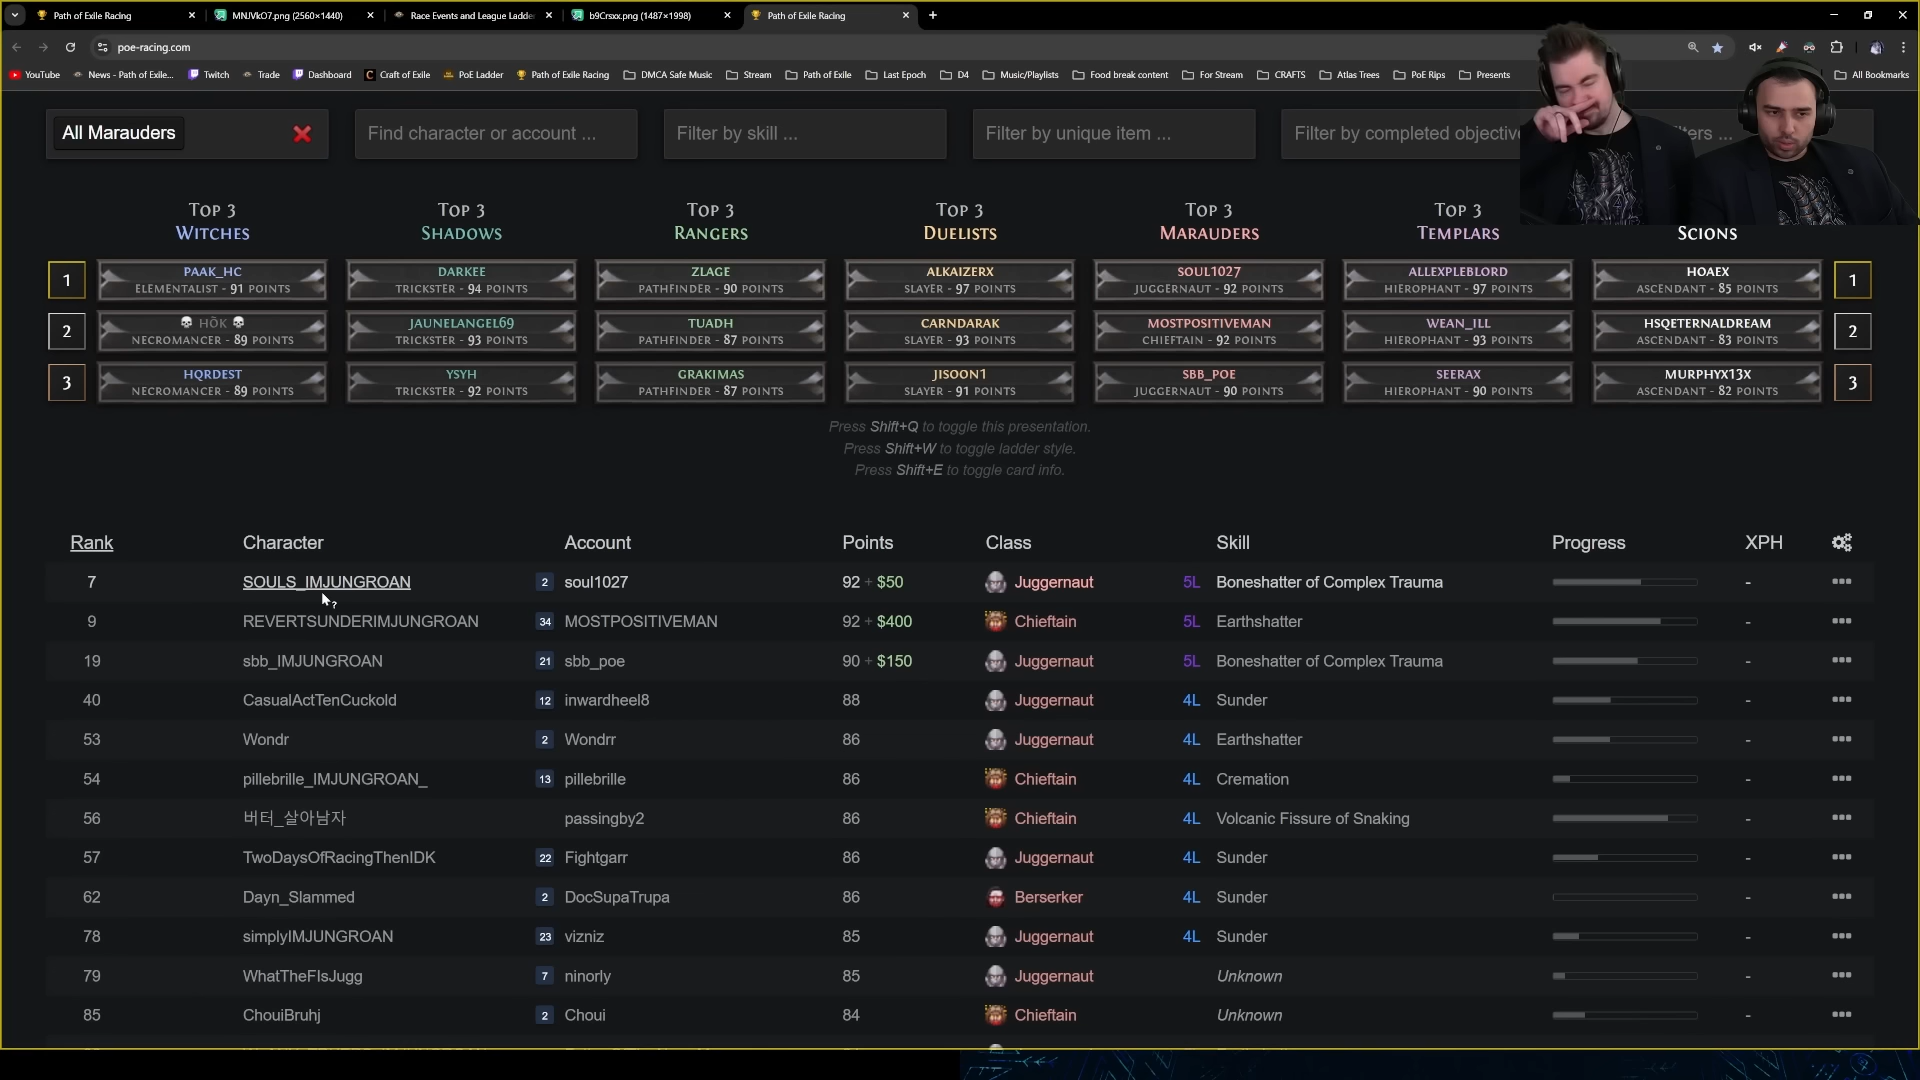 Path of Exile Racing
MNJVkO7.png (2560×1440)
Race Events and League Ladder
b9Crsxx.png (1487×1998)
Path of Exile Racing
poe-racing.com
YouTube
News - Path of Exile...
Twitch
Trade
Dashboard
Craft of Exile
PoE Ladder
Path of Exile Racing
DMCA Safe Music
Stream
Path of Exile
Last Epoch
D4
Music/Playlists
Food break content
For Stream
CRAFTS
Atlas Trees
PoE Rips
Presents
All Bookmarks
All Marauders
Find character or account ...
Filter by skill ...
Filter by unique item ...
Filter by completed objective
ters ...
TOP 3 WITCHES
TOP 3 SHADOWS
TOP 3 RANGERS
TOP 3 DUELISTS
TOP 3 MARAUDERS
TOP 3 TEMPLARS
SCIONS
1
PAAK_HC
ELEMENTALIST - 91 POINTS
DARKEE
TRICKSTER - 94 POINTS
ZLAGE
PATHFINDER - 90 POINTS
ALKAIZERX
SLAYER - 97 POINTS
SOUL1027
JUGGERNAUT - 92 POINTS
ALLEXPLEBLORD
HIEROPHANT - 97 POINTS
HOAEX
ASCENDANT - 85 POINTS
1
2
HÕK
NECROMANCER - 89 POINTS
JAUNELANGEL69
TRICKSTER - 93 POINTS
TUADH
PATHFINDER - 87 POINTS
CARNDARAK
SLAYER - 93 POINTS
MOSTPOSITIVEMAN
CHIEFTAIN - 92 POINTS
WEAN_ILL
HIEROPHANT - 93 POINTS
HSQETERNALDREAM
ASCENDANT - 83 POINTS
2
3
HQRDEST
NECROMANCER - 89 POINTS
YSYH
TRICKSTER - 92 POINTS
GRAKIMAS
PATHFINDER - 87 POINTS
JISOON1
SLAYER - 91 POINTS
SBB_POE
JUGGERNAUT - 90 POINTS
SEERAX
HIEROPHANT - 90 POINTS
MURPHYX13X
ASCENDANT - 82 POINTS
3
Press Shift+Q to toggle this presentation.
Press Shift+W to toggle ladder style.
Press Shift+E to toggle card info.
Rank Character Account Points Class Skill Progress XPH
7 SOULS_IMJUNGROAN 2 soul1027 92 + $50 Juggernaut 5L Boneshatter of Complex Trauma -
9 REVERTSUNDERIMJUNGROAN 34 MOSTPOSITIVEMAN 92 + $400 Chieftain 5L Earthshatter -
19 sbb_IMJUNGROAN 21 sbb_poe 90 + $150 Juggernaut 5L Boneshatter of Complex Trauma -
40 CasualActTenCuckold 12 inwardheel8 88 Juggernaut 4L Sunder -
53 Wondr 2 Wondrr 86 Juggernaut 4L Earthshatter -
54 pillebrille_IMJUNGROAN_ 13 pillebrille 86 Chieftain 4L Cremation -
56 버터_살아남자 passingby2 86 Chieftain 4L Volcanic Fissure of Snaking -
57 TwoDaysOfRacingThenIDK 22 Fightgarr 86 Juggernaut 4L Sunder -
62 Dayn_Slammed 2 DocSupaTrupa 86 Berserker 4L Sunder -
78 simplyIMJUNGROAN 23 vizniz 85 Juggernaut 4L Sunder -
79 WhatTheFIsJugg 7 ninorly 85 Juggernaut Unknown -
85 ChouiBruhj 2 Choui 84 Chieftain Unknown -